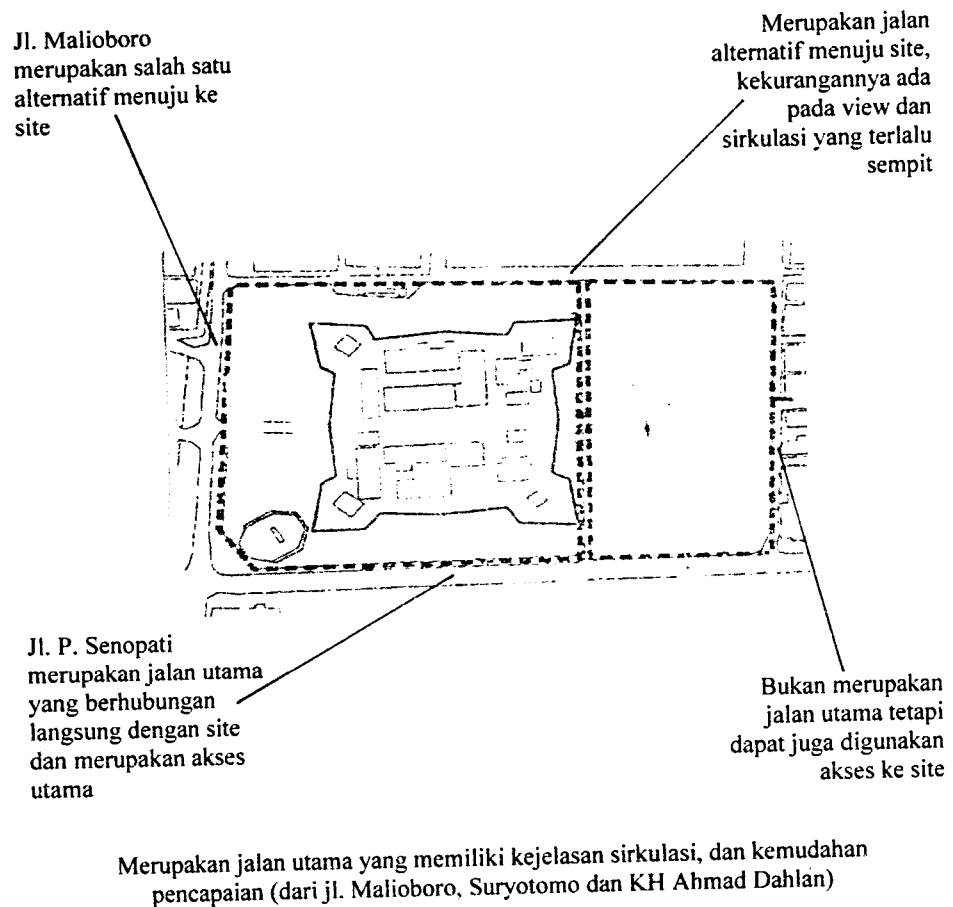 Jl. Malioboro
merupakan salah satu
alternatif menuju ke
site
Merupakan jalan
alternatif menuju site,
kekurangannya ada
pada view dan
sirkulasi yang terlalu
sempit
Jl. P. Senopati
merupakan jalan utama
yang berhubungan
langsung dengan site
dan merupakan akses
utama
Bukan merupakan
jalan utama tetapi
dapat juga digunakan
akses ke site
Merupakan jalan utama yang memiliki kejelasan sirkulasi, dan kemudahan
pencapaian (dari jl. Malioboro, Suryotomo dan KH Ahmad Dahlan)